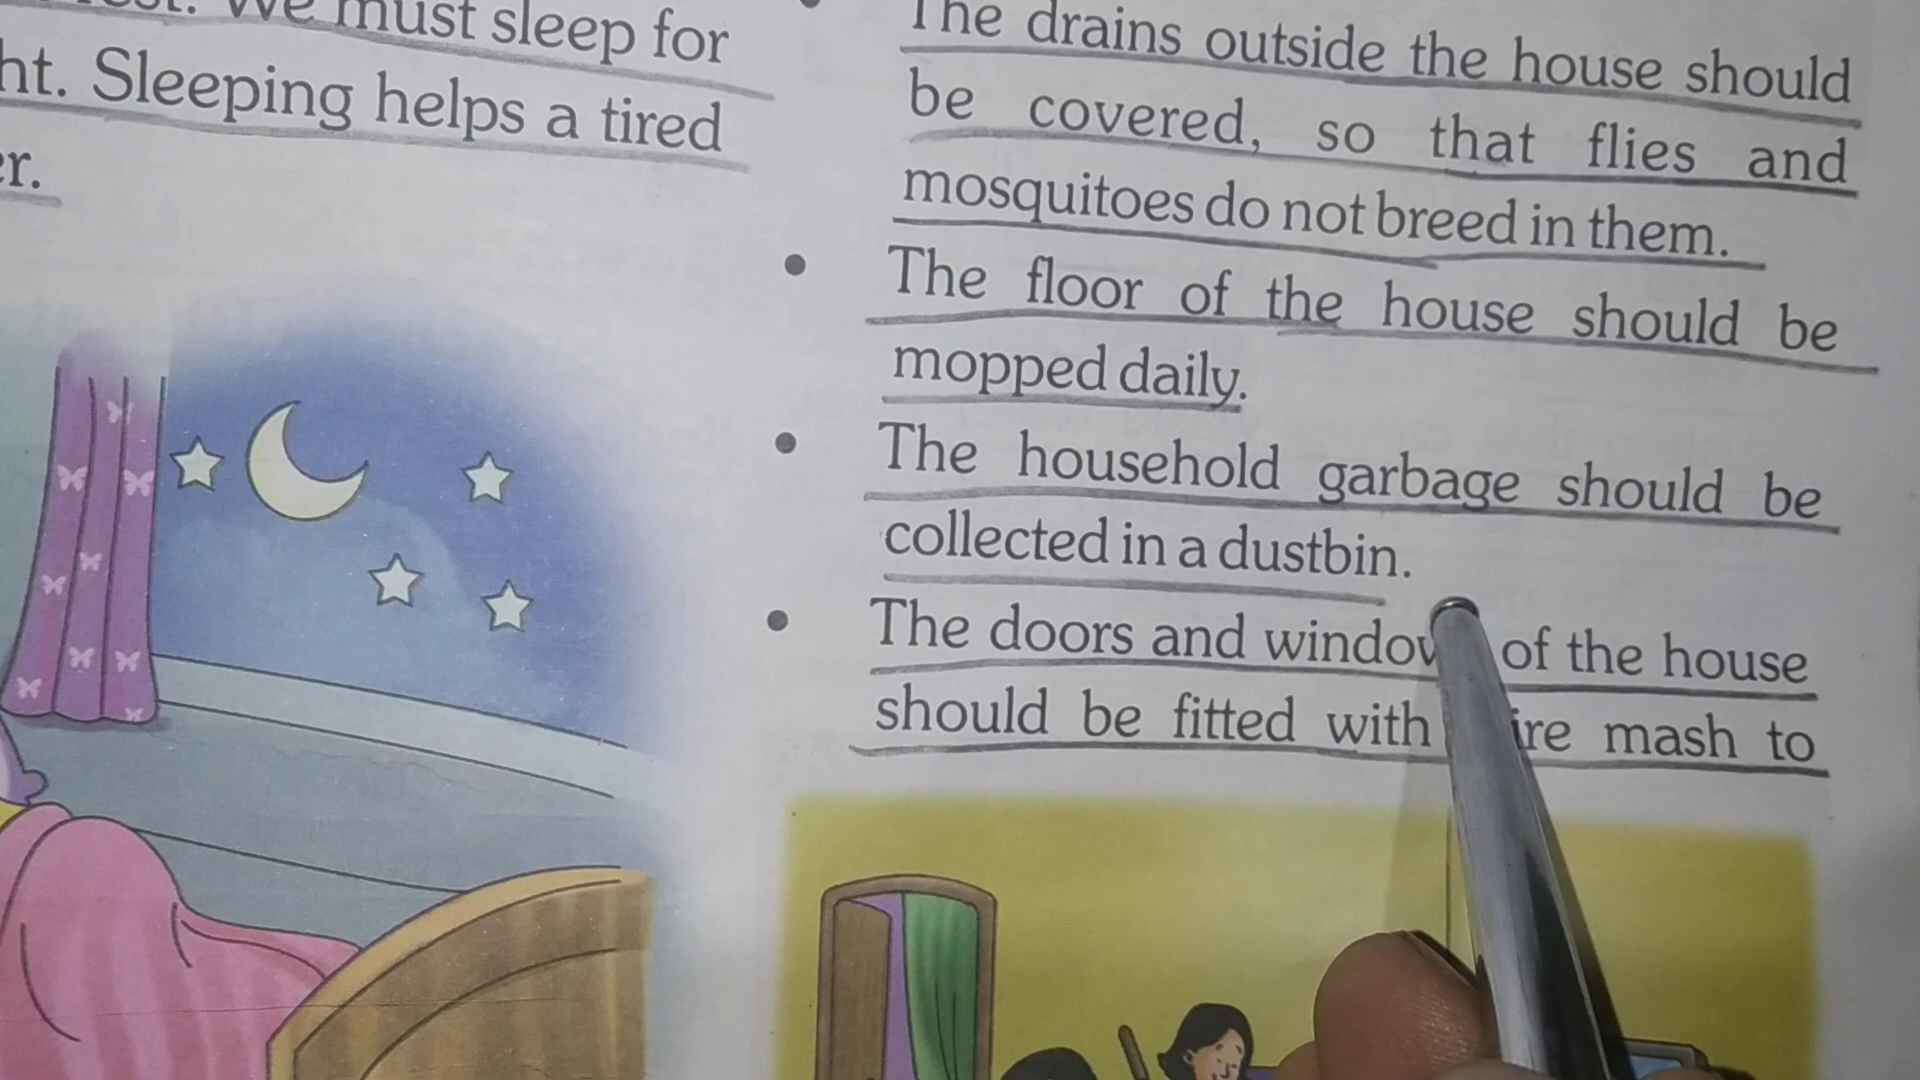 We must sleep for
ht. Sleeping helps a tired
er.
The drains outside the house should
be covered, so that flies and
mosquitoes do not breed in them.
• The floor of the house should be
mopped daily.
• The household garbage should be
collected in a dustbin.
• The doors and window of the house
should be fitted with ire mash to